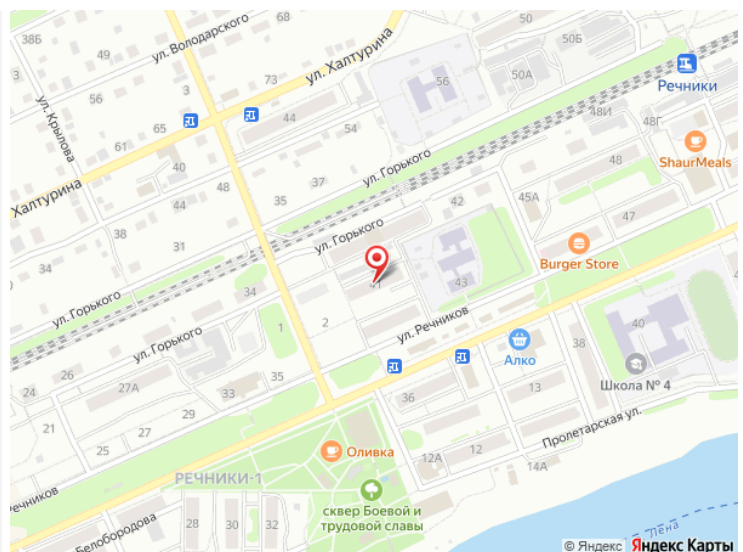 38Б
49
ул. Володарского
68
54
50Б
3
ул. Халтурина
50А
56
73
56
Речники
ул. Крылова
65
44
48И
48Г
61
54
ShaurMeals
40
ул. Горького
48
Халтурина
48
37
35
42
45А
44
47
38
31
ул. Горького
Burger Store
34
41
43
34
ул. Горького
2
1
ул. Речников
40
ул. Горького
38
Алко
26
35
Школа № 4
24
27А
33
36
13
21
29
27
25
Оливка
12
Пролетарская ул.
12А
РЕЧНИКИ-1
14А
Речников
сквер Боевой и
трудовой славы
Лена
Белобородова
28
30
32
© Яндекс Яндекс Карты